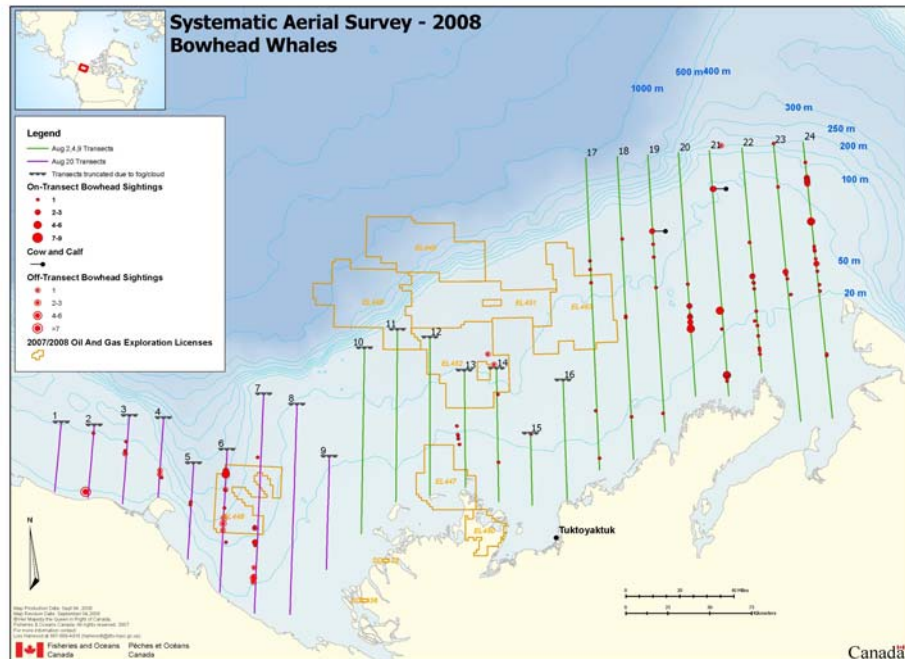 Systematic Aerial Survey - 2008
Bowhead Whales
Legend
Aug 2,4,9 Transects
Aug 20 Transects
Transects truncated due to fog/cloud
On-Transect Bowhead Sightings
1
2-3
4-6
7-9
Cow and Calf
Off-Transect Bowhead Sightings
1
2-3
4-6
>7
2007/2008 Oil And Gas Exploration Licenses
500 m 400 m
1000 m
300 m
250 m
200 m
100 m
50 m
20 m
17 18 19 20 21 22 23 24
10 11 12 13 14 15 16
1 2 3 4 5 6 7 8 9
EL451
EL453
EL452
EL447
Tuktoyaktuk
N
Fisheries and Oceans Canada
Pêches et Océans Canada
Canada